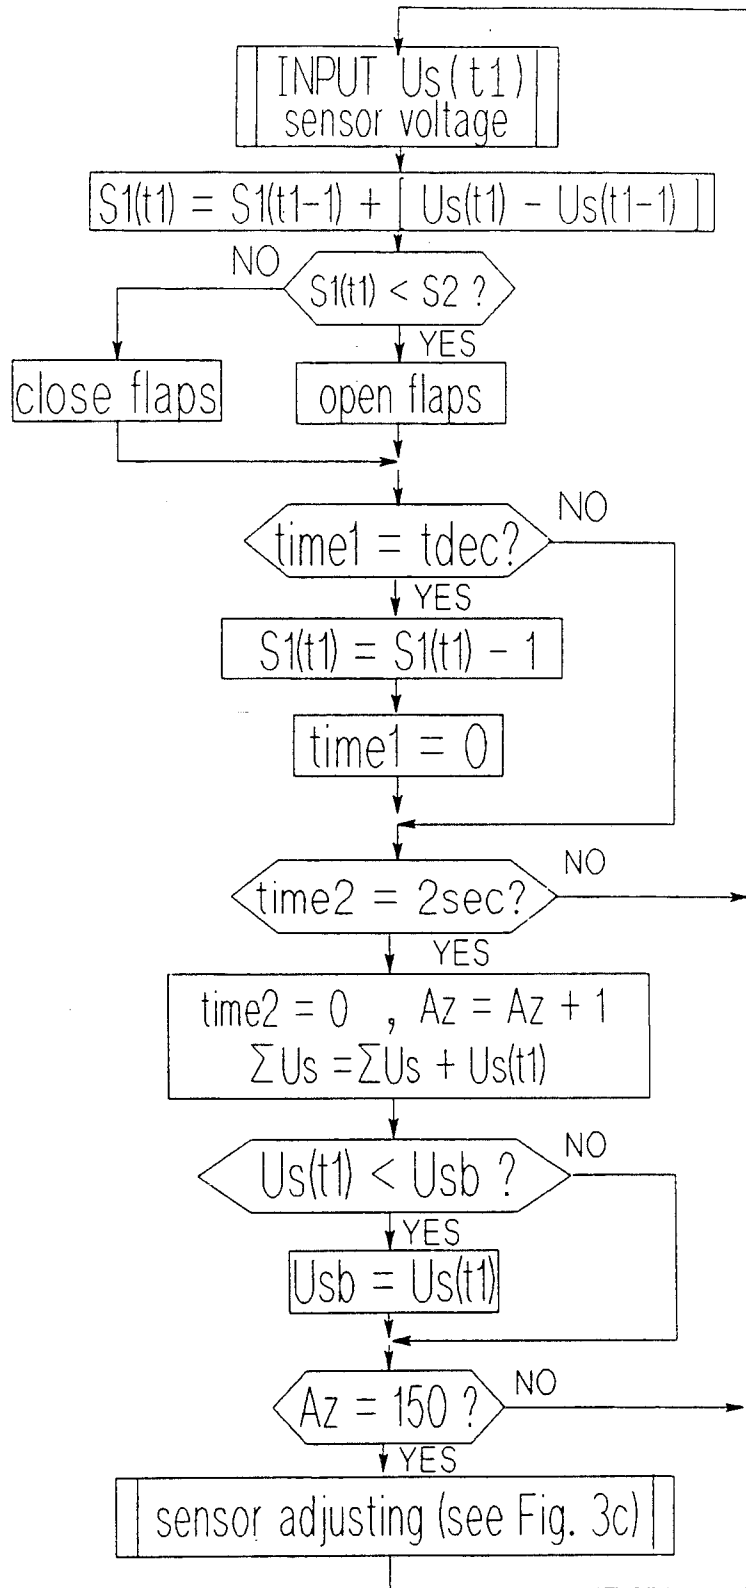 INPUT Us(t1)
sensor voltage
S1(t1) = S1(t1-1) + [ Us(t1) - Us(t1-1) ]
NO
S1(t1) < S2 ?
YES
close flaps
open flaps
NO
time1 = tdec?
YES
S1(t1) = S1(t1) - 1
time1 = 0
NO
time2 = 2sec?
YES
time2 = 0 , Az = Az + 1
ΣUs =ΣUs + Us(t1)
NO
Us(t1) < Usb ?
YES
Usb = Us(t1)
NO
Az = 150 ?
YES
sensor adjusting (see Fig. 3c)